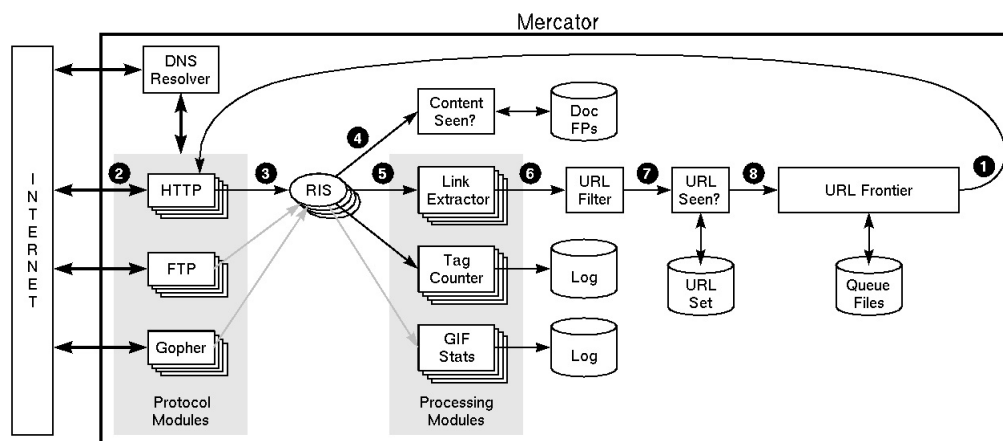 Mercator
INTERNET
DNS
Resolver
Content
Seen?
Doc
FPs
1
2
3
4
5
6
7
8
HTTP
RIS
Link
Extractor
URL
Filter
URL
Seen?
URL Frontier
FTP
Tag
Counter
Log
URL
Set
Queue
Files
Gopher
GIF
Stats
Log
Protocol
Modules
Processing
Modules